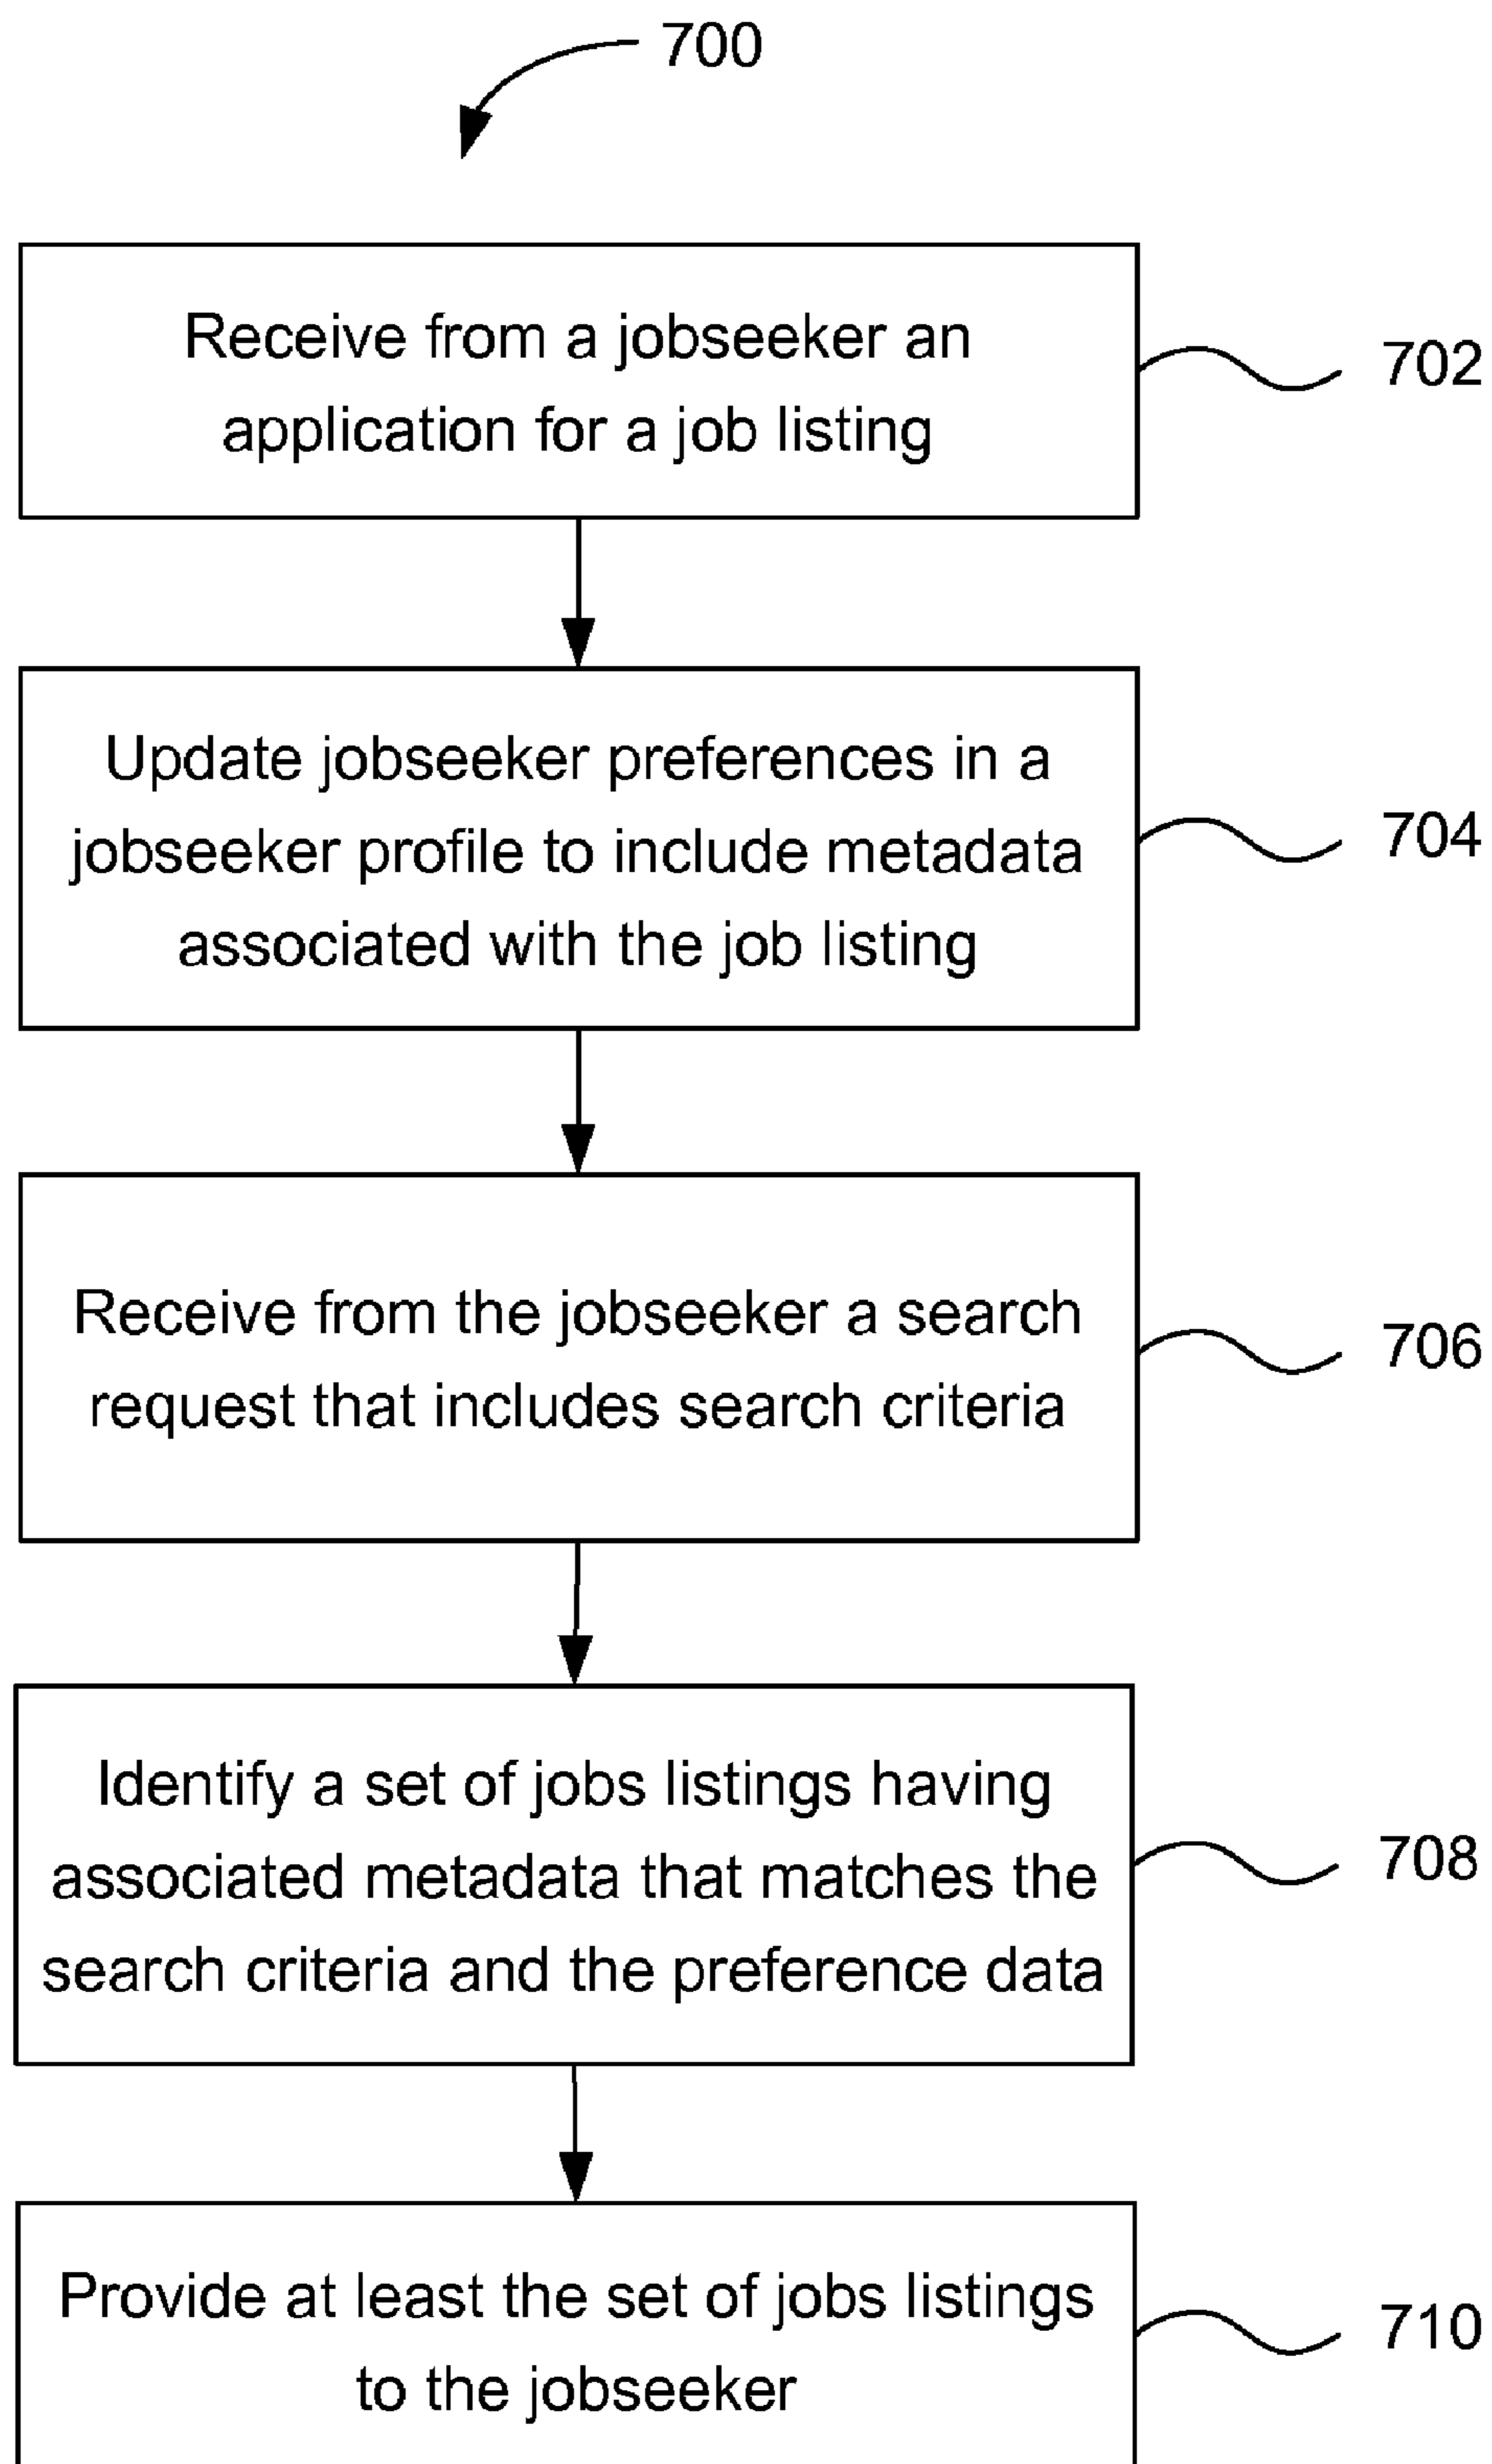 700
Receive from a jobseeker an
application for a job listing
702
Update jobseeker preferences in a
jobseeker profile to include metadata
associated with the job listing
704
Receive from the jobseeker a search
request that includes search criteria
706
Identify a set of jobs listings having
associated metadata that matches the
search criteria and the preference data
708
Provide at least the set of jobs listings
to the jobseeker
710